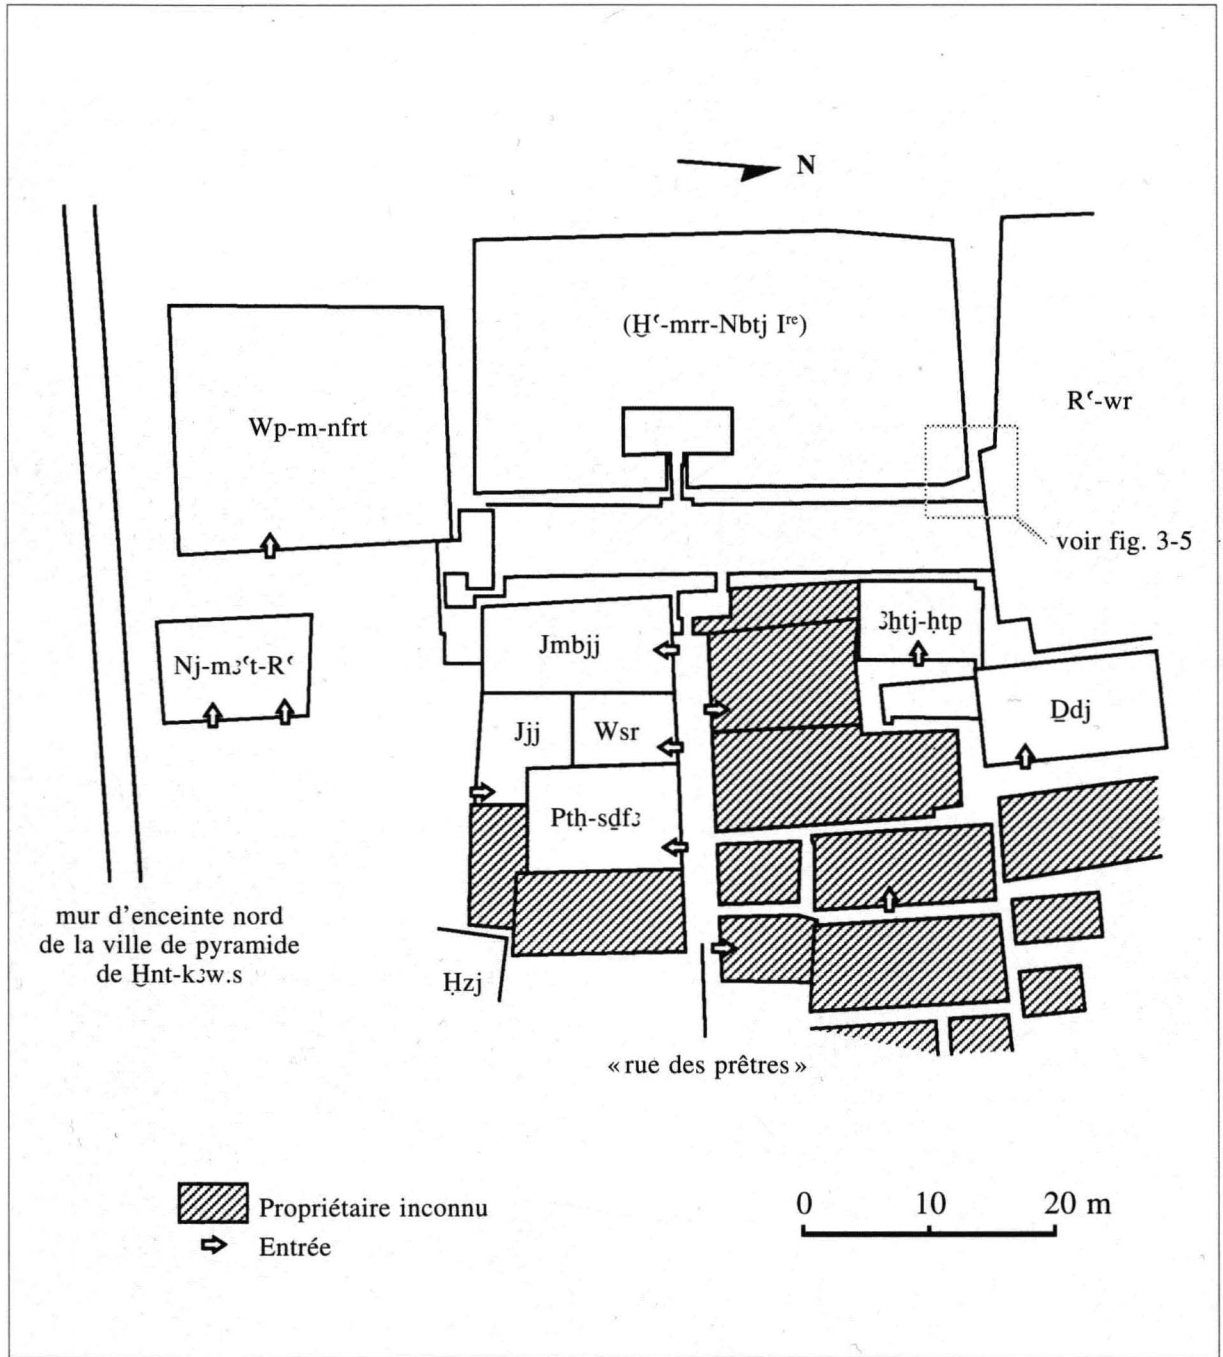 N
(Ḫʿ-mrr-Nbtj Iʳᵉ)
Rʿ-wr
Wp-m-nfrt
voir fig. 3-5
Nj-mꜣʿt-Rʿ
Jmbjj
ꜣḫtj-ḥtp
Ḏdj
Jjj
Wsr
Ptḥ-sḏfꜣ
mur d’enceinte nord
de la ville de pyramide
de Ḫnt-kꜣw.s
Ḥzj
« rue des prêtres »
Propriétaire inconnu
Entrée
0 10 20 m